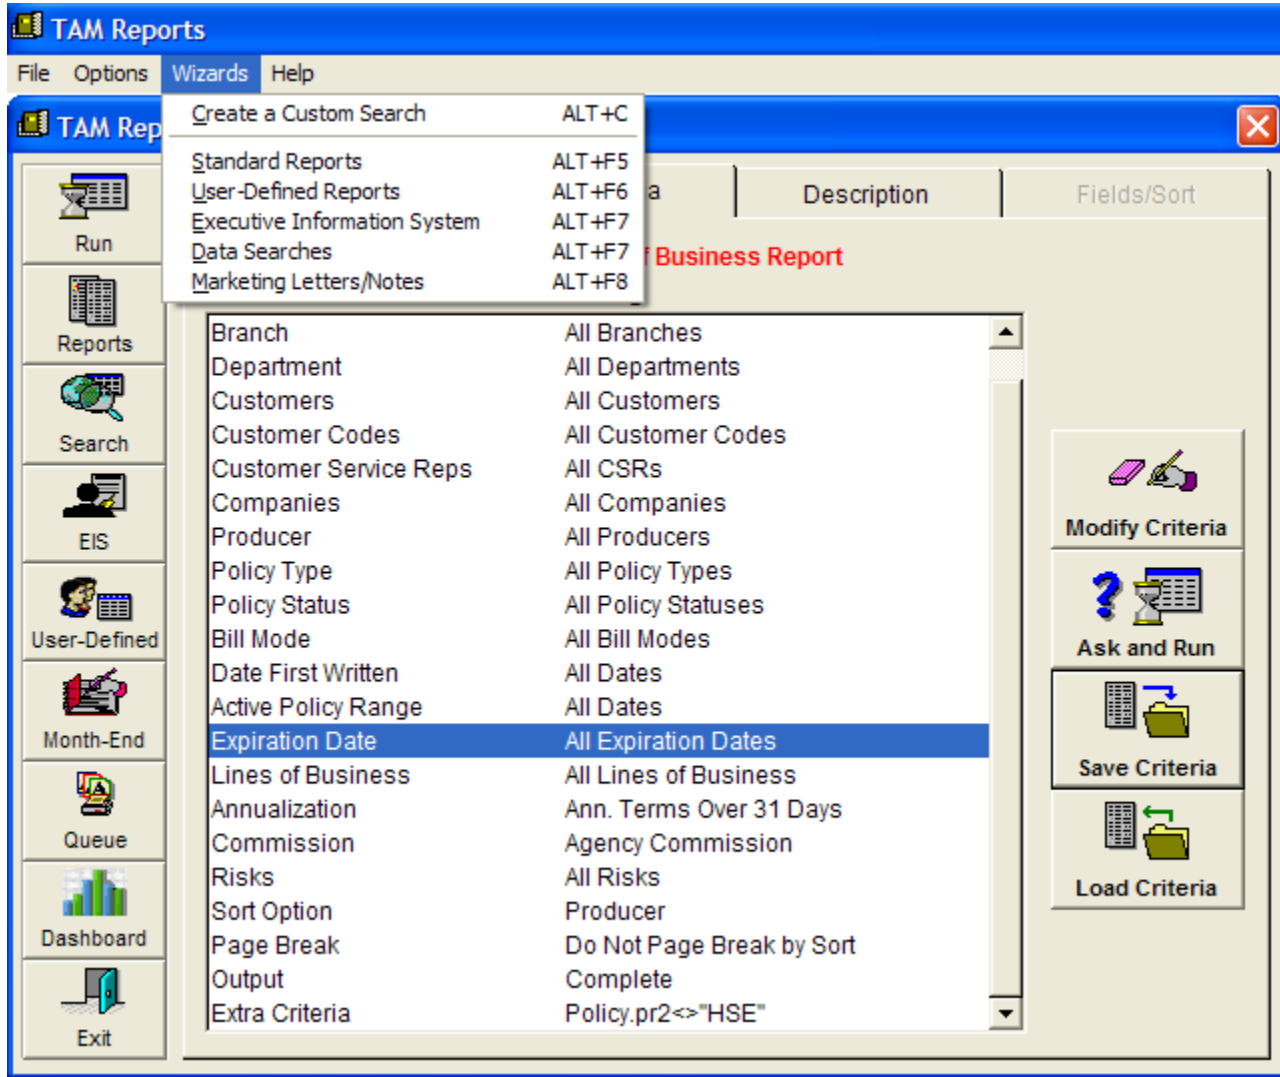 TAM Reports
File Options Wizards Help
Create a Custom Search ALT+C
TAM Rep
Standard Reports ALT+F5
User-Defined Reports ALT+F6
Executive Information System ALT+F7
Data Searches ALT+F7
Marketing Letters/Notes ALT+F8
a Description Fields/Sort
Business Report
Run
Reports
Search
EIS
User-Defined
Month-End
Queue
Dashboard
Exit
Branch All Branches
Department All Departments
Customers All Customers
Customer Codes All Customer Codes
Customer Service Reps All CSRs
Companies All Companies
Producer All Producers
Policy Type All Policy Types
Policy Status All Policy Statuses
Bill Mode All Bill Modes
Date First Written All Dates
Active Policy Range All Dates
Expiration Date All Expiration Dates
Lines of Business All Lines of Business
Annualization Ann. Terms Over 31 Days
Commission Agency Commission
Risks All Risks
Sort Option Producer
Page Break Do Not Page Break by Sort
Output Complete
Extra Criteria Policy.pr2<>"HSE"
Modify Criteria
Ask and Run
Save Criteria
Load Criteria